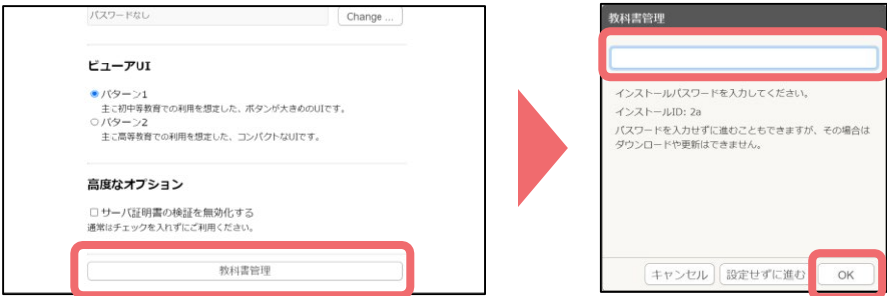 パスワードなし
Change ...
ビューアUI
パターン1
主に初中等教育での利用を想定した、ボタンが大きめのUIです。
パターン2
主に高等教育での利用を想定した、コンパクトなUIです。
高度なオプション
サーバ証明書の検証を無効化する
通常はチェックを入れずにご利用ください。
教科書管理
教科書管理
インストールパスワードを入力してください。
インストールID: 2a
パスワードを入力せずに進むこともできますが、その場合は
ダウンロードや更新はできません。
キャンセル
設定せずに進む
OK